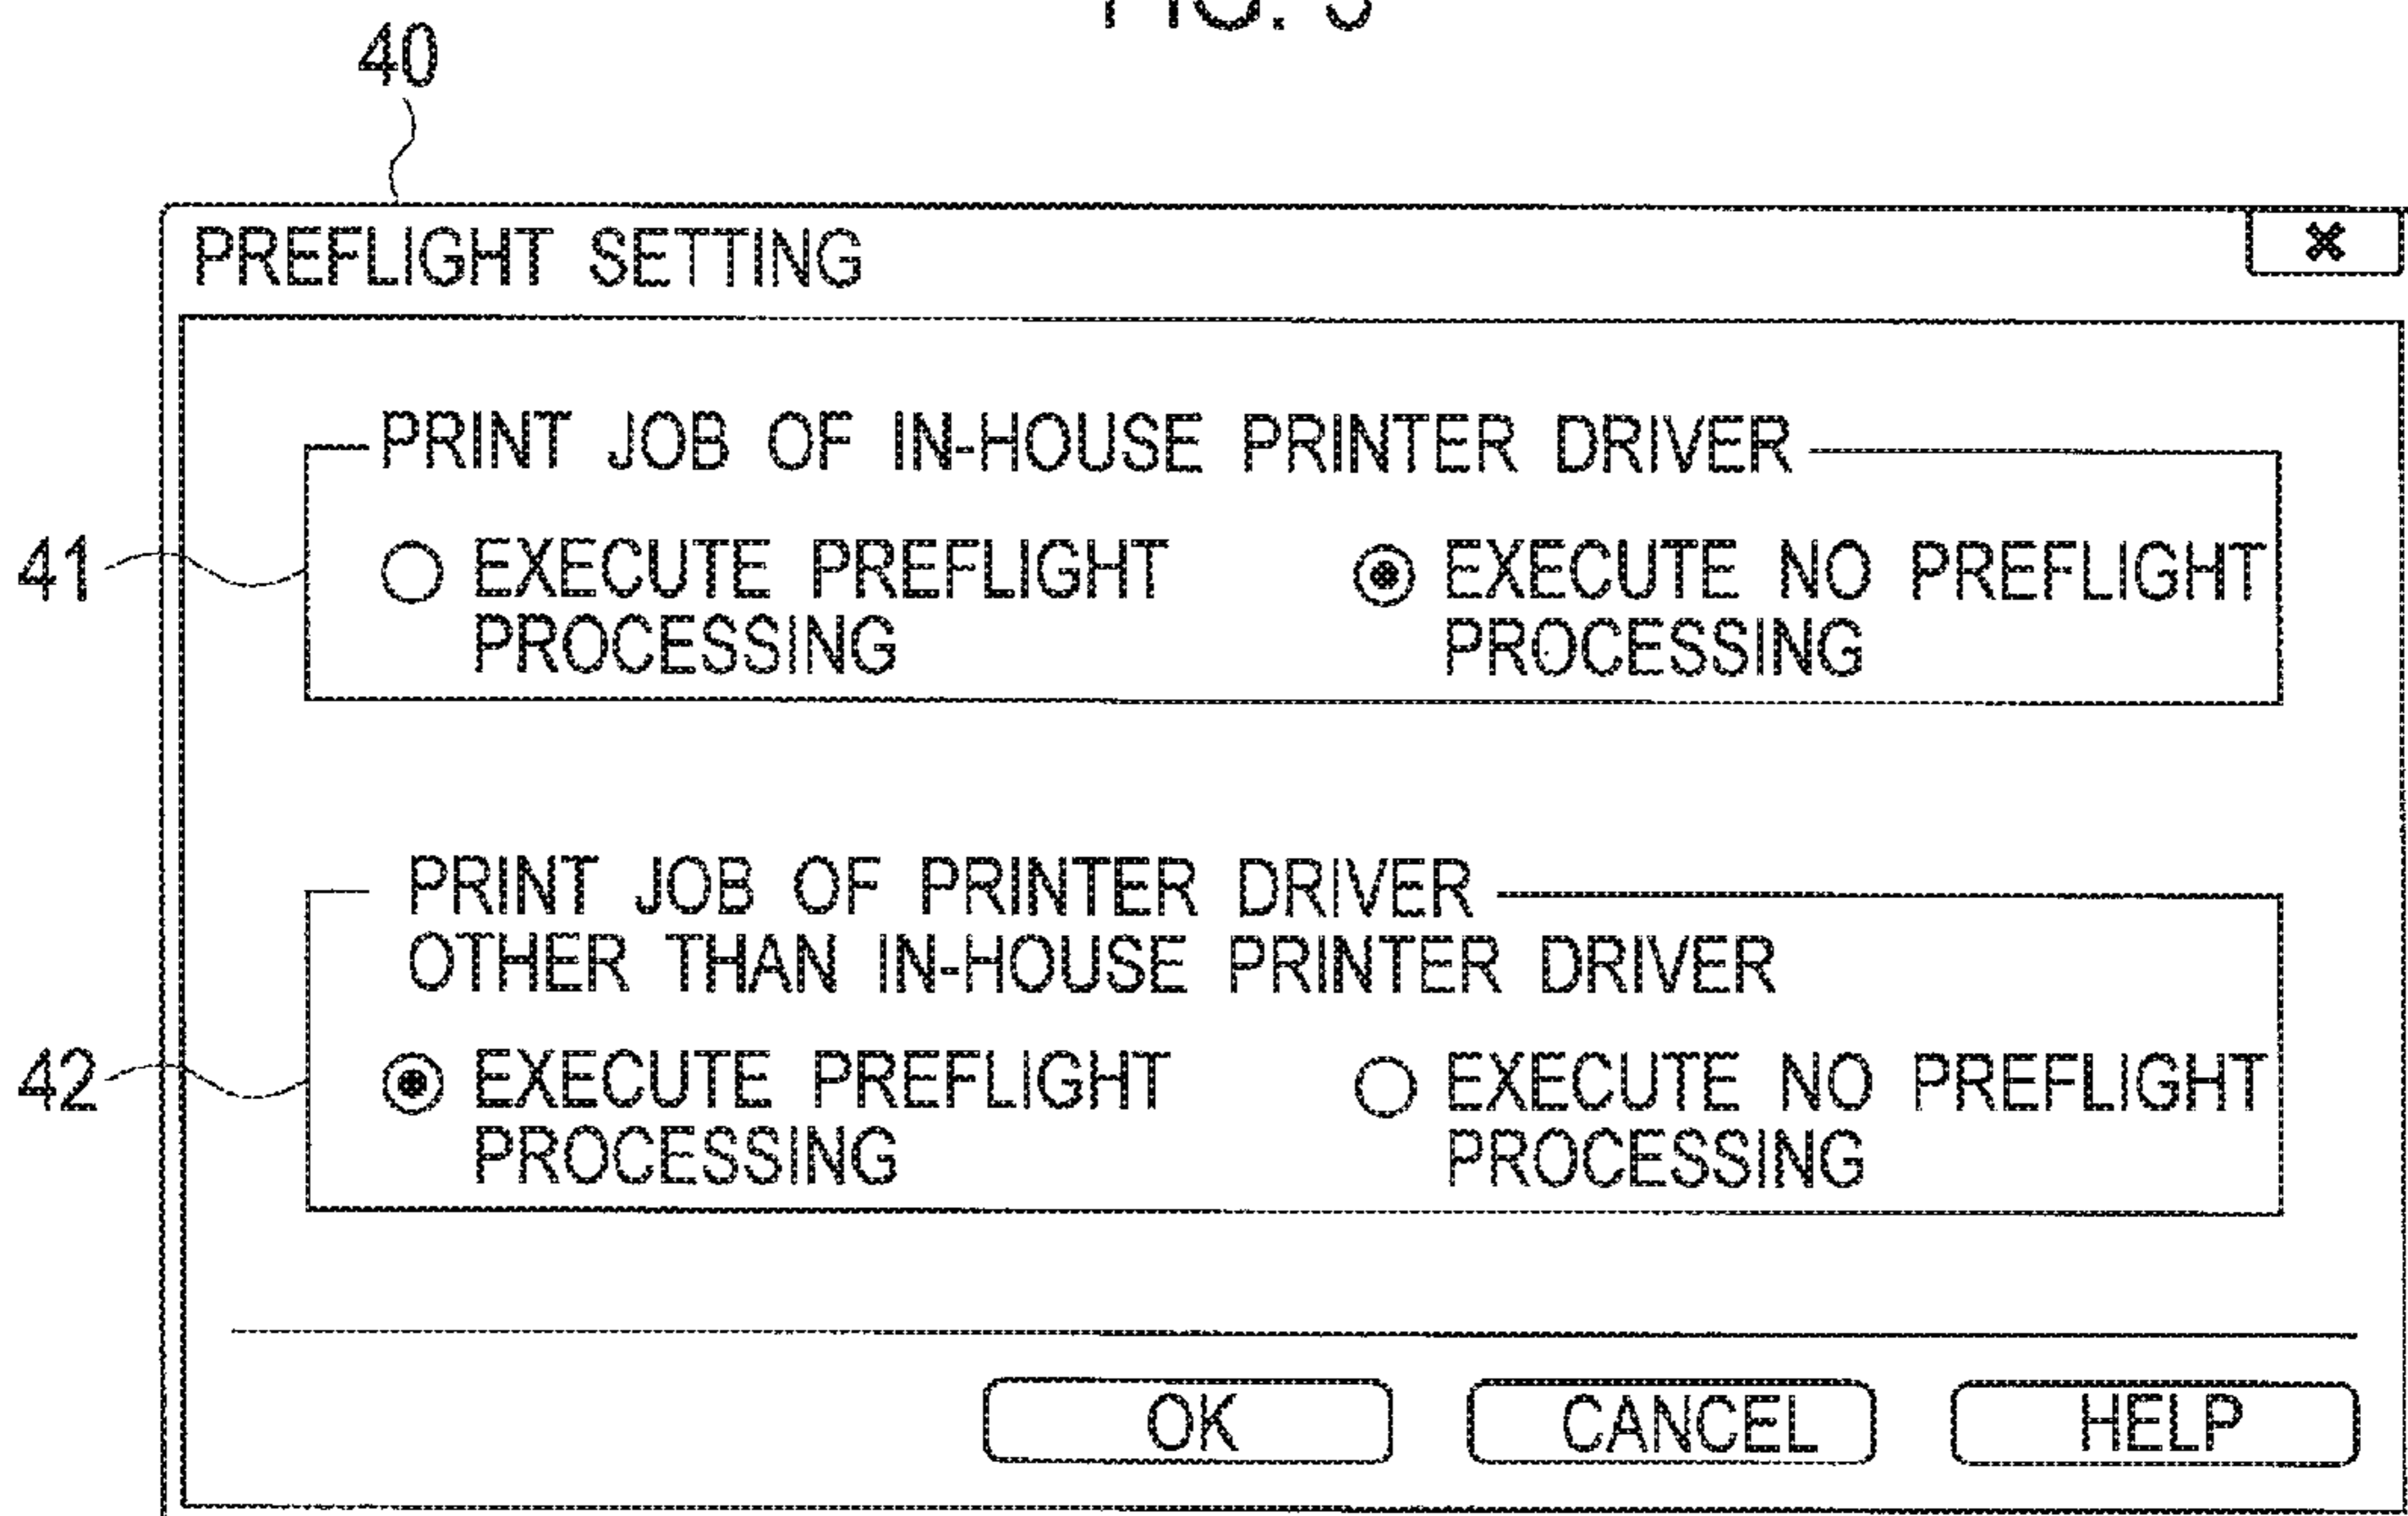 FIG.
40
PREFLIGHT SETTING
PRINT JOB OF IN-HOUSE PRINTER DRIVER
41
EXECUTE PREFLIGHT
PROCESSING
EXECUTE NO PREFLIGHT
PROCESSING
PRINT JOB OF PRINTER DRIVER
OTHER THAN IN-HOUSE PRINTER DRIVER
42
EXECUTE PREFLIGHT
PROCESSING
EXECUTE NO PREFLIGHT
PROCESSING
OK
CANCEL
HELP